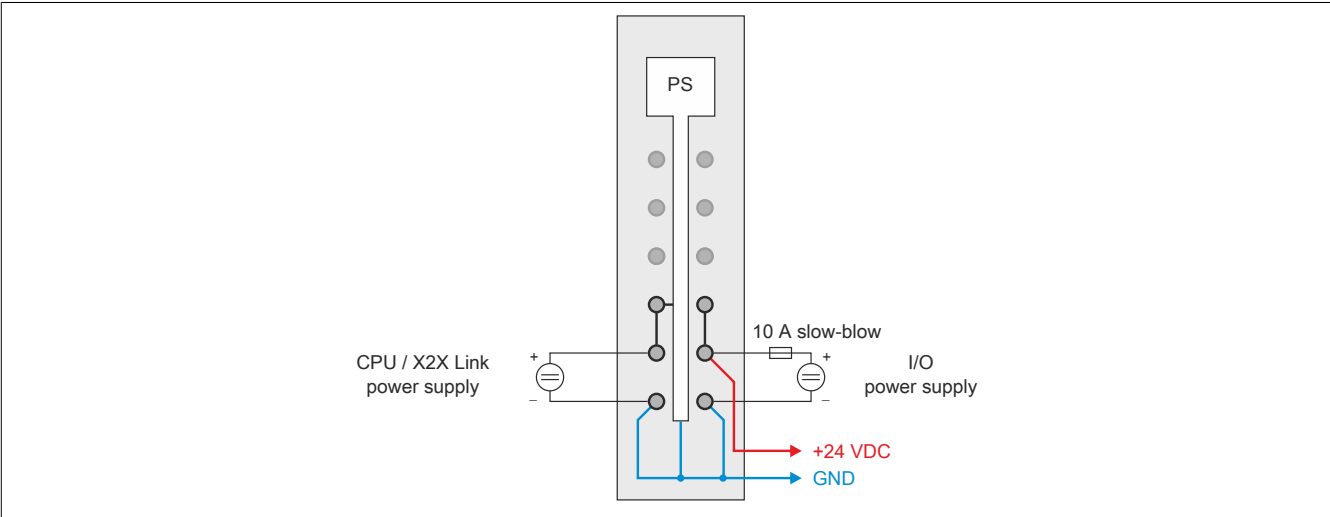 PS
10 A slow-blow
CPU / X2X Link
power supply
+
–
+
–
I/O
power supply
+24 VDC
GND